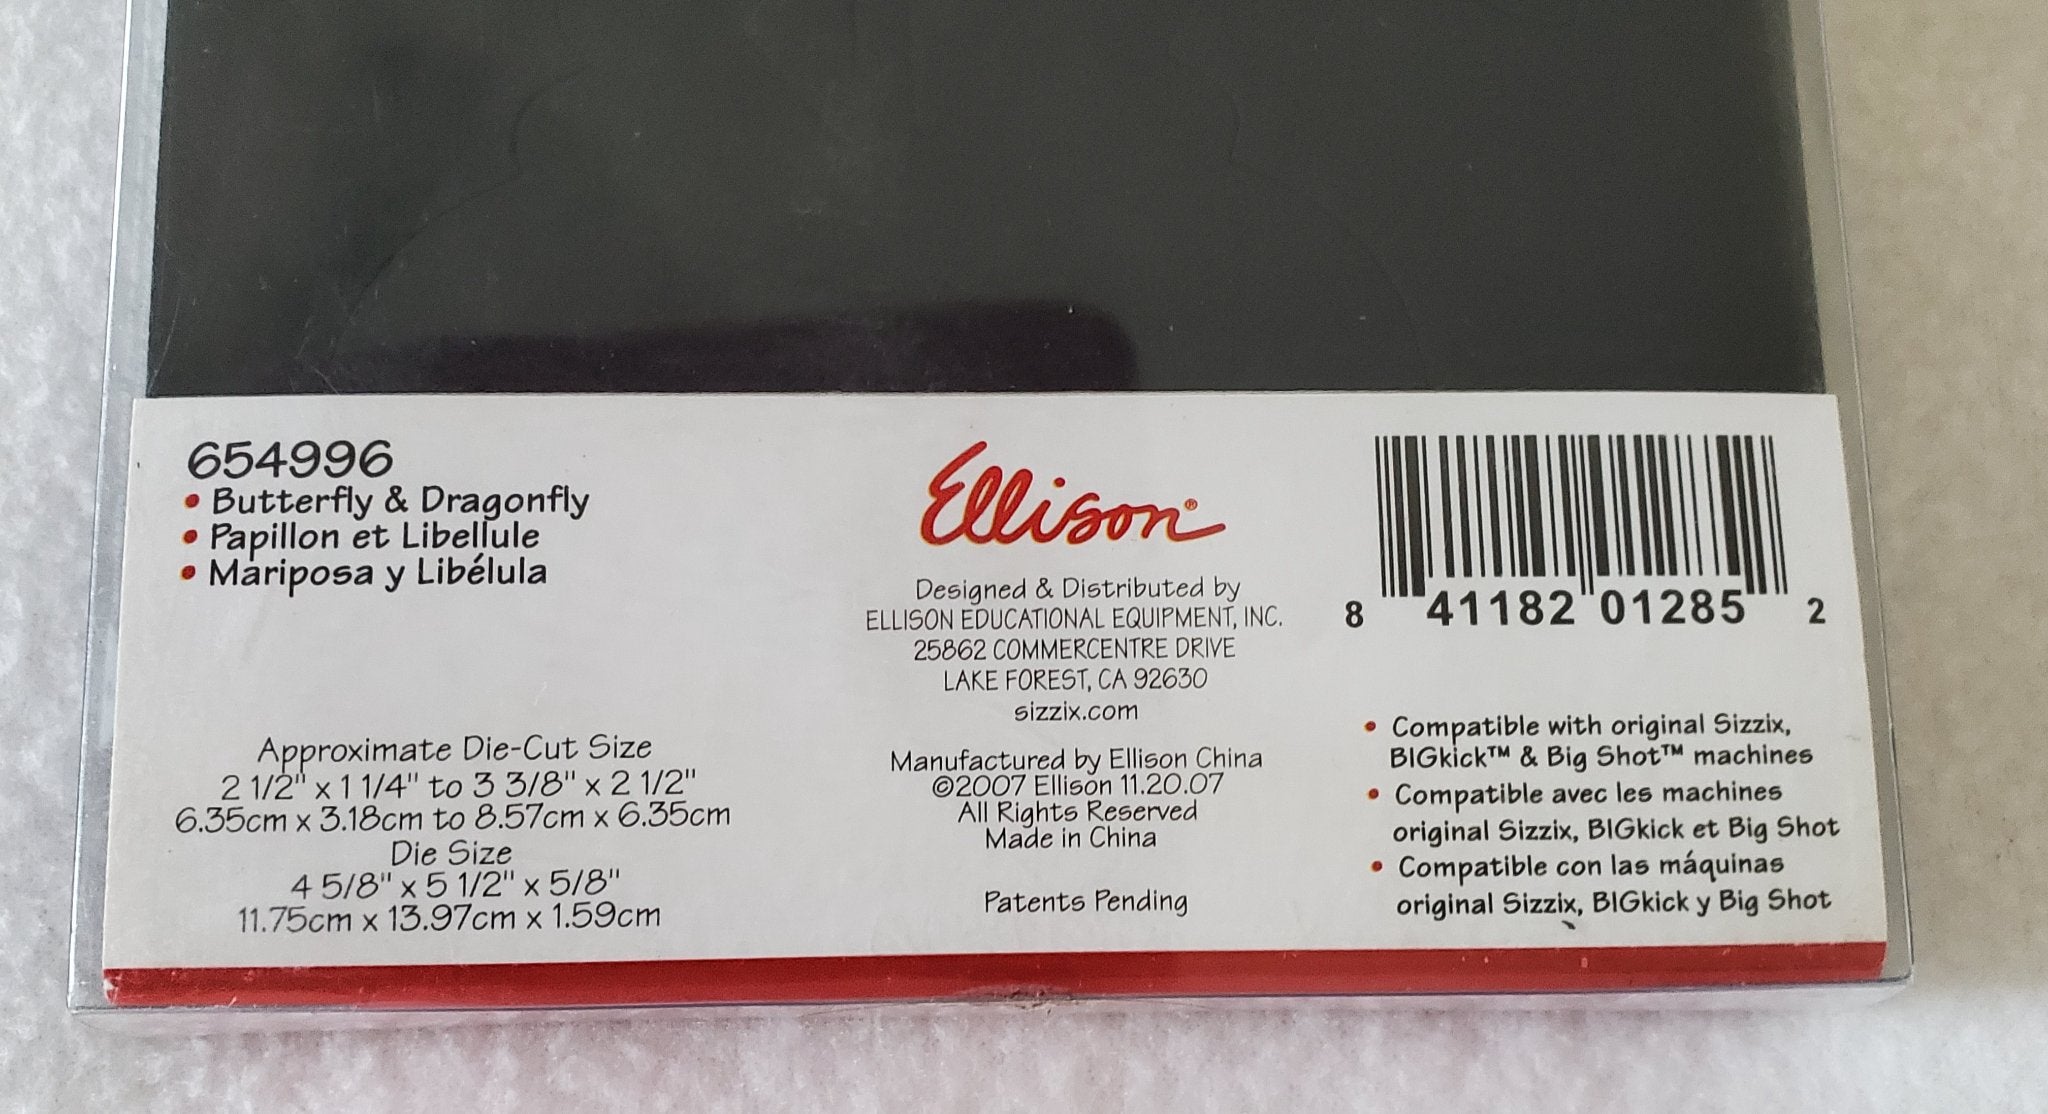 654996
• Butterfly & Dragonfly
• Papillon et Libellule
• Mariposa y Libélula
Approximate Die-Cut Size
2 1/2" x 1 1/4" to 3 3/8" x 2 1/2"
6.35cm x 3.18cm to 8.57cm x 6.35cm
Die Size
4 5/8" x 5 1/2" x 5/8"
11.75cm x 13.97cm x 1.59cm
Ellison®
Designed & Distributed by
ELLISON EDUCATIONAL EQUIPMENT, INC.
25862 COMMERCENTRE DRIVE
LAKE FOREST, CA 92630
sizzix.com
Manufactured by Ellison China
©2007 Ellison 11.20.07
All Rights Reserved
Made in China
Patents Pending
8 41182 01285 2
• Compatible with original Sizzix,
BIGkick™ & Big Shot™ machines
• Compatible avec les machines
original Sizzix, BIGkick et Big Shot
• Compatible con las máquinas
original Sizzix, BIGkick y Big Shot